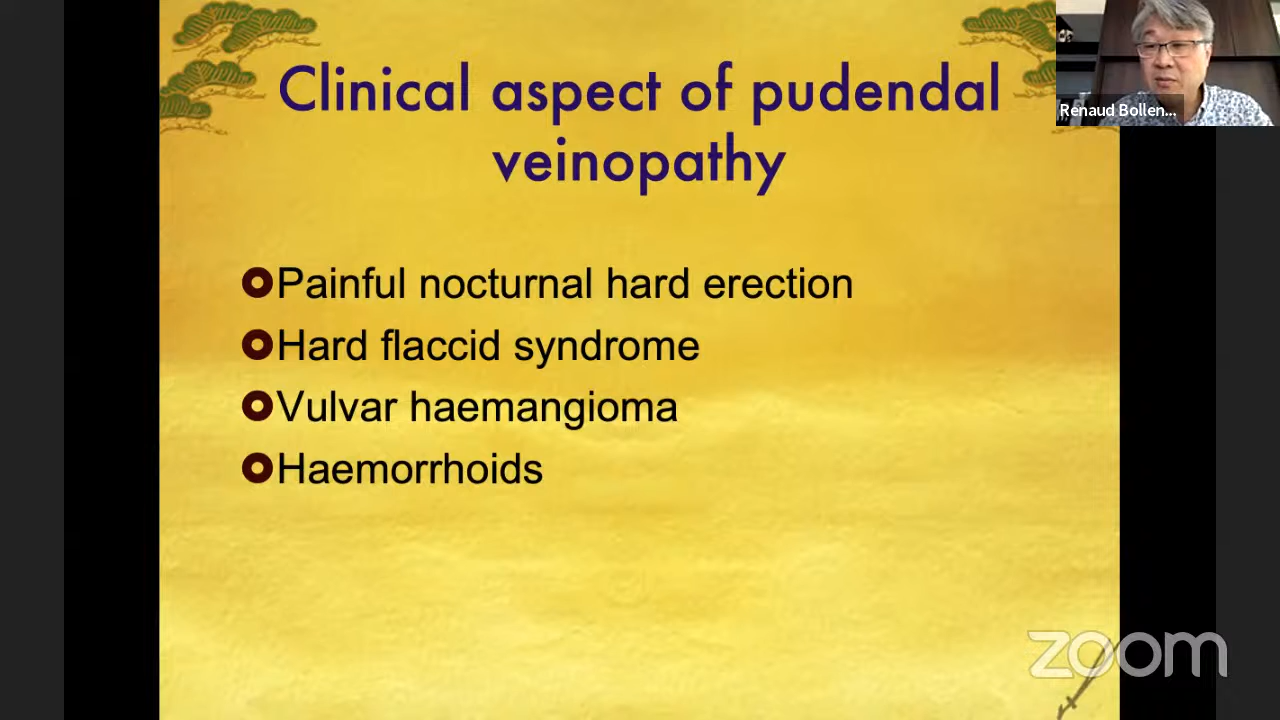 Clinical aspect of pudendal
veinopathy
Renaud Bollen...
Painful nocturnal hard erection
Hard flaccid syndrome
Vulvar haemangioma
Haemorrhoids
zoom